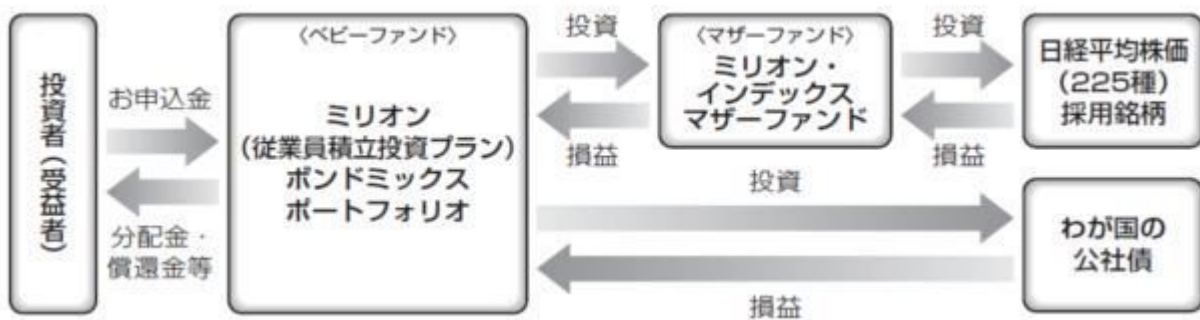 投資者(受益者)
お申込金
分配金・
償還金等
〈ベビーファンド〉
ミリオン
(従業員積立投資プラン)
ボンドミックス
ポートフォリオ
投資
損益
〈マザーファンド〉
ミリオン・
インデックス
マザーファンド
投資
損益
日経平均株価
(225種)
採用銘柄
投資
損益
わが国の
公社債